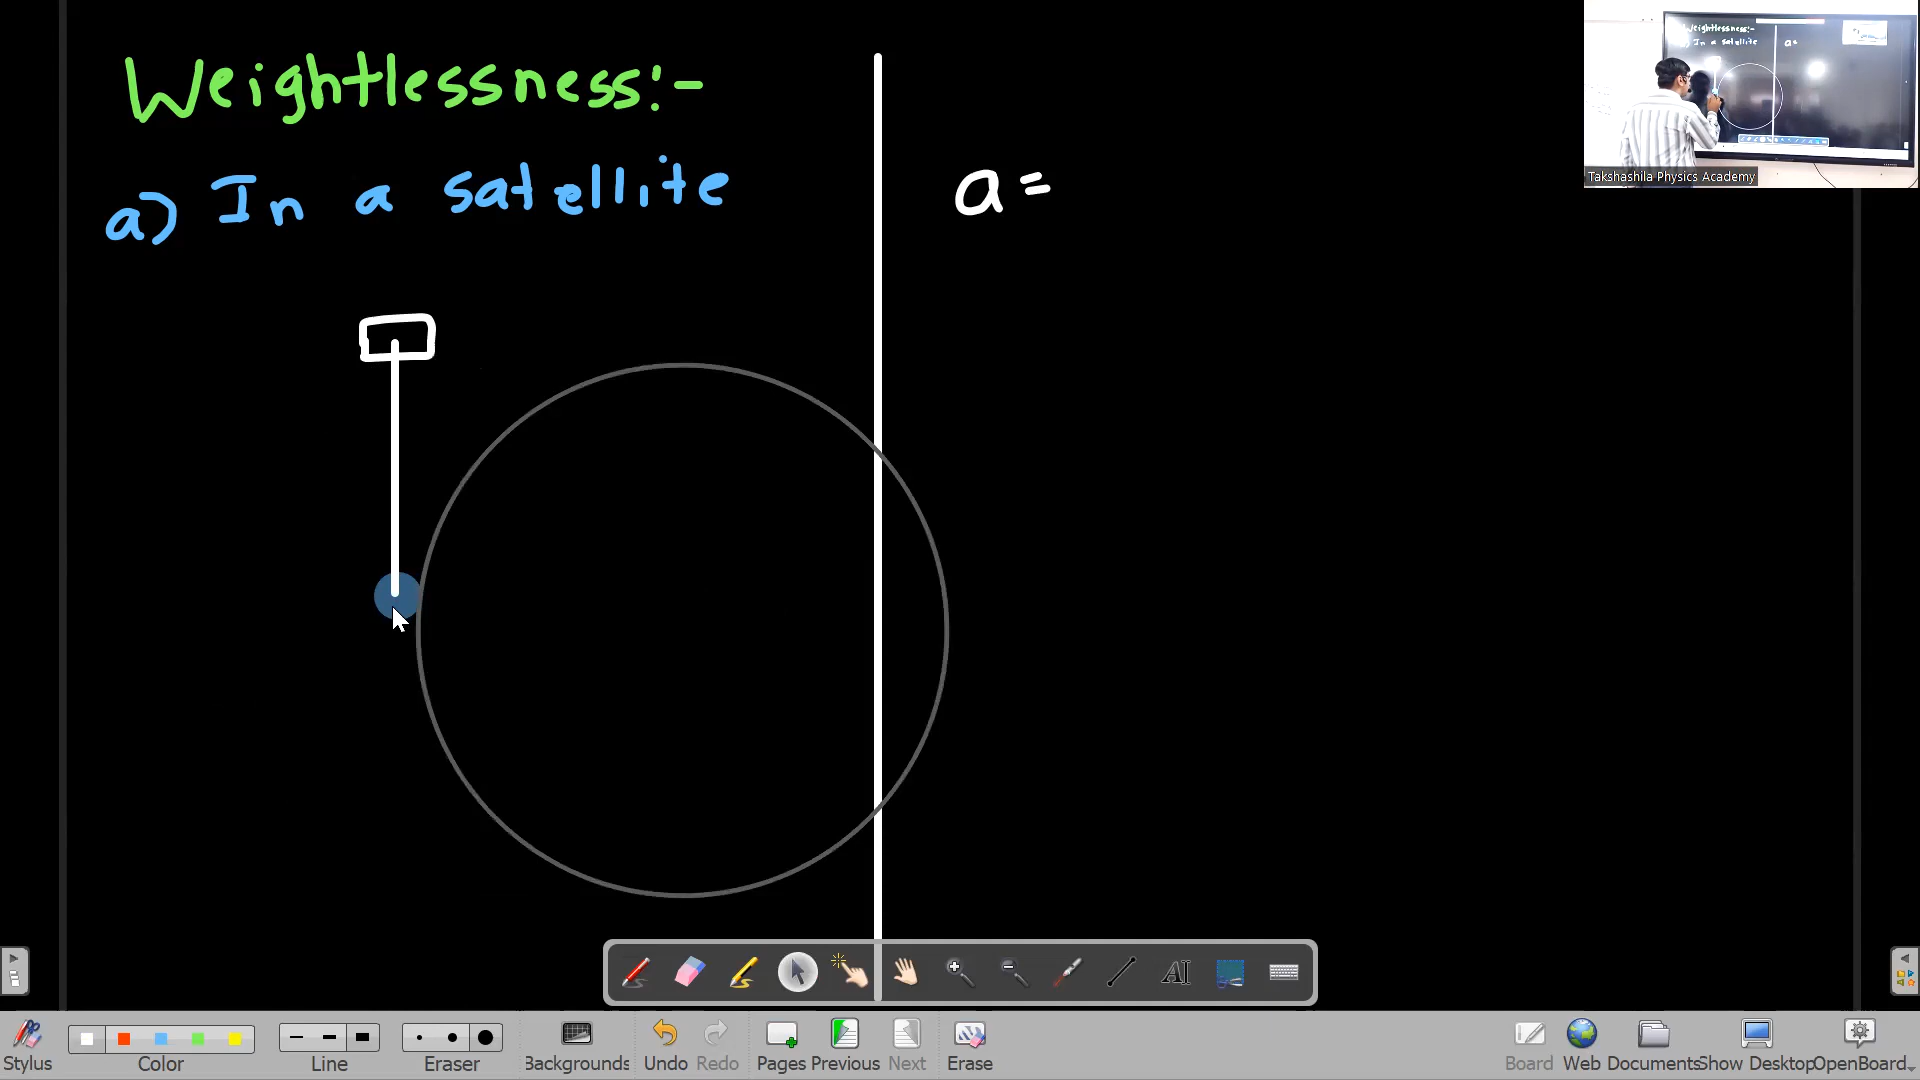 Weightlessness:-
a) In a satellite
a =
Takshashila Physics Academy
Stylus
Color
Line
Eraser
Backgrounds
Undo
Redo
Pages
Previous
Next
Erase
Board
Web
Documents
Show Desktop
OpenBoard